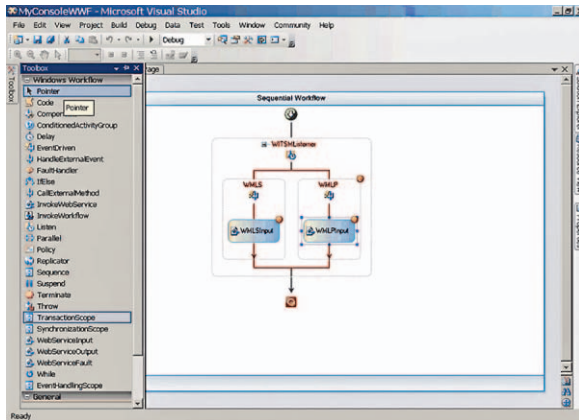 MyConsoleWWF - Microsoft Visual Studio
File Edit View Project Build Debug Data Test Tools Window Community Help
Debug
Toolbox
Toolbox
Windows Workflow
Pointer
Code
Pointer
Compen
ConditionedActivityGroup
Delay
EventDriven
HandleExternalEvent
FaultHandler
IfElse
CallExternalMethod
InvokeWebService
InvokeWorkflow
Listen
Parallel
Policy
Replicator
Sequence
Suspend
Terminate
Throw
TransactionScope
SynchronizationScope
WebServiceInput
WebServiceOutput
WebServiceFault
While
EventHandlingScope
General
Ready
Sequential Workflow
WITSMListener
WMLS
WMLP
WMLSInput
WMLPInput